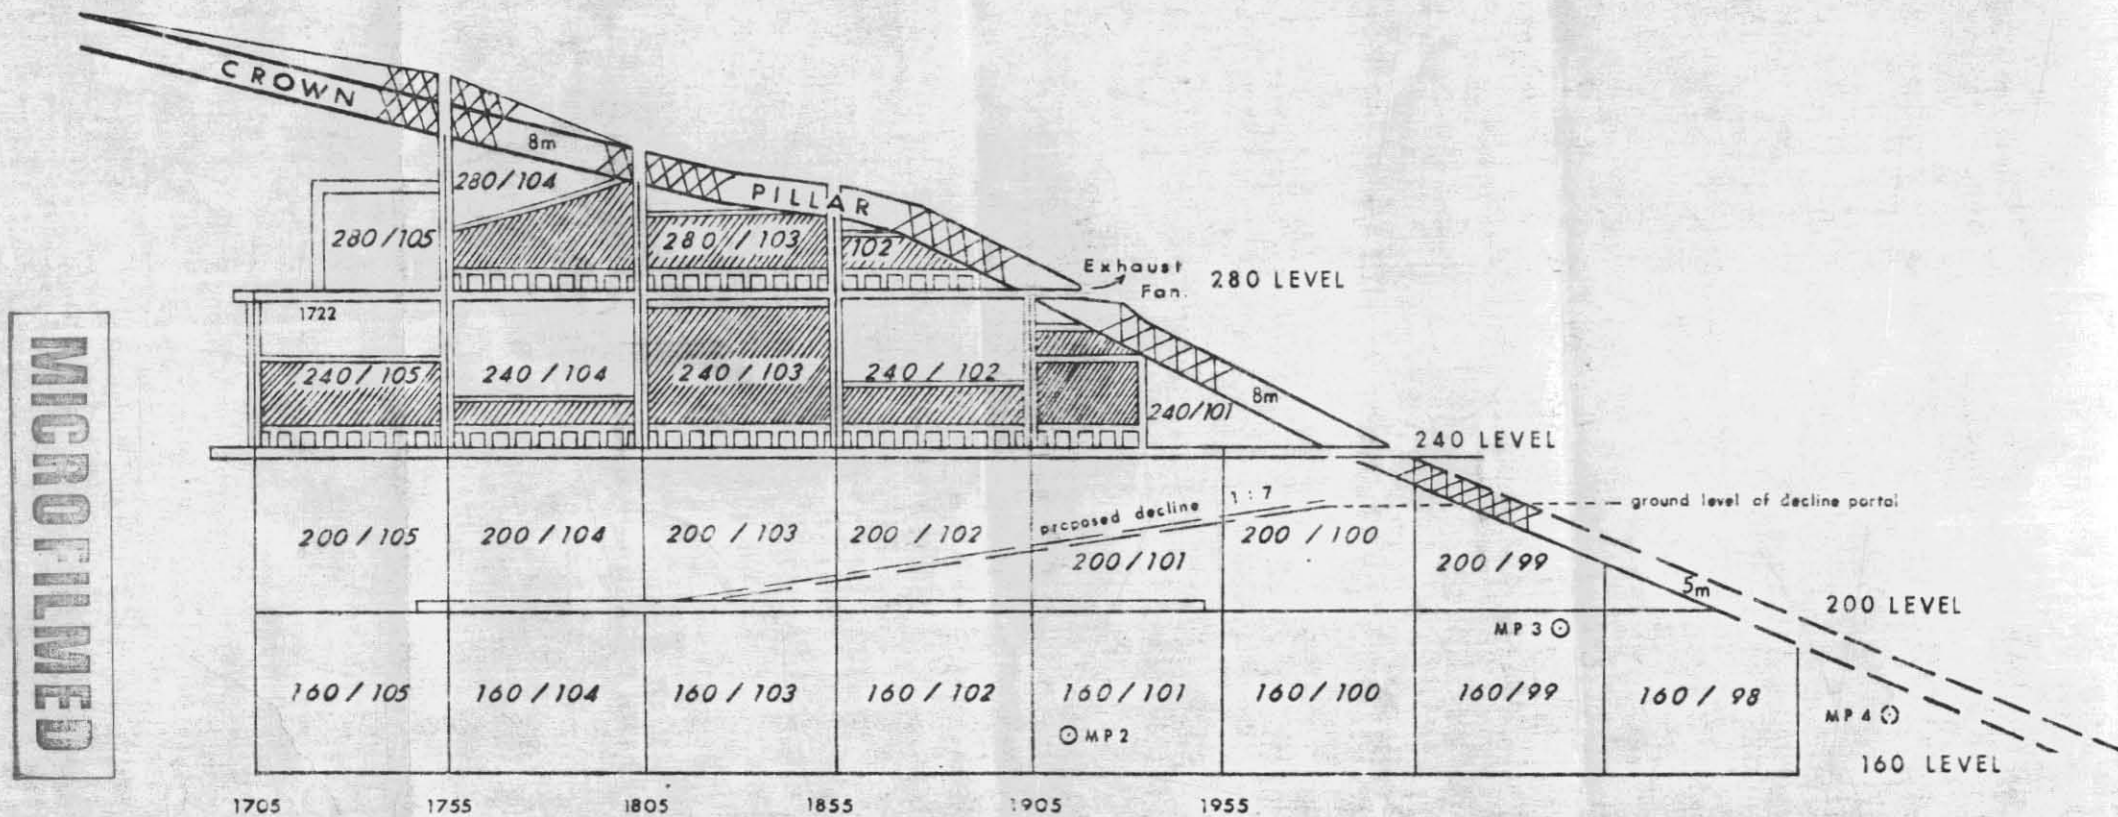 CROWN
8m
PILLAR
280/104
280/105
280/103
102
Exhaust
Fan.
280 LEVEL
1722
240/105
240/104
240/103
240/102
240/101
8m
240 LEVEL
proposed decline 1:7
ground level of decline portal
200/105
200/104
200/103
200/102
200/101
200/100
200/99
5m
200 LEVEL
MP 3
160/105
160/104
160/103
160/102
160/101
160/100
160/99
160/98
MP 4
MP 2
160 LEVEL
1705 1755 1805 1855 1905 1955
MICROFILMED